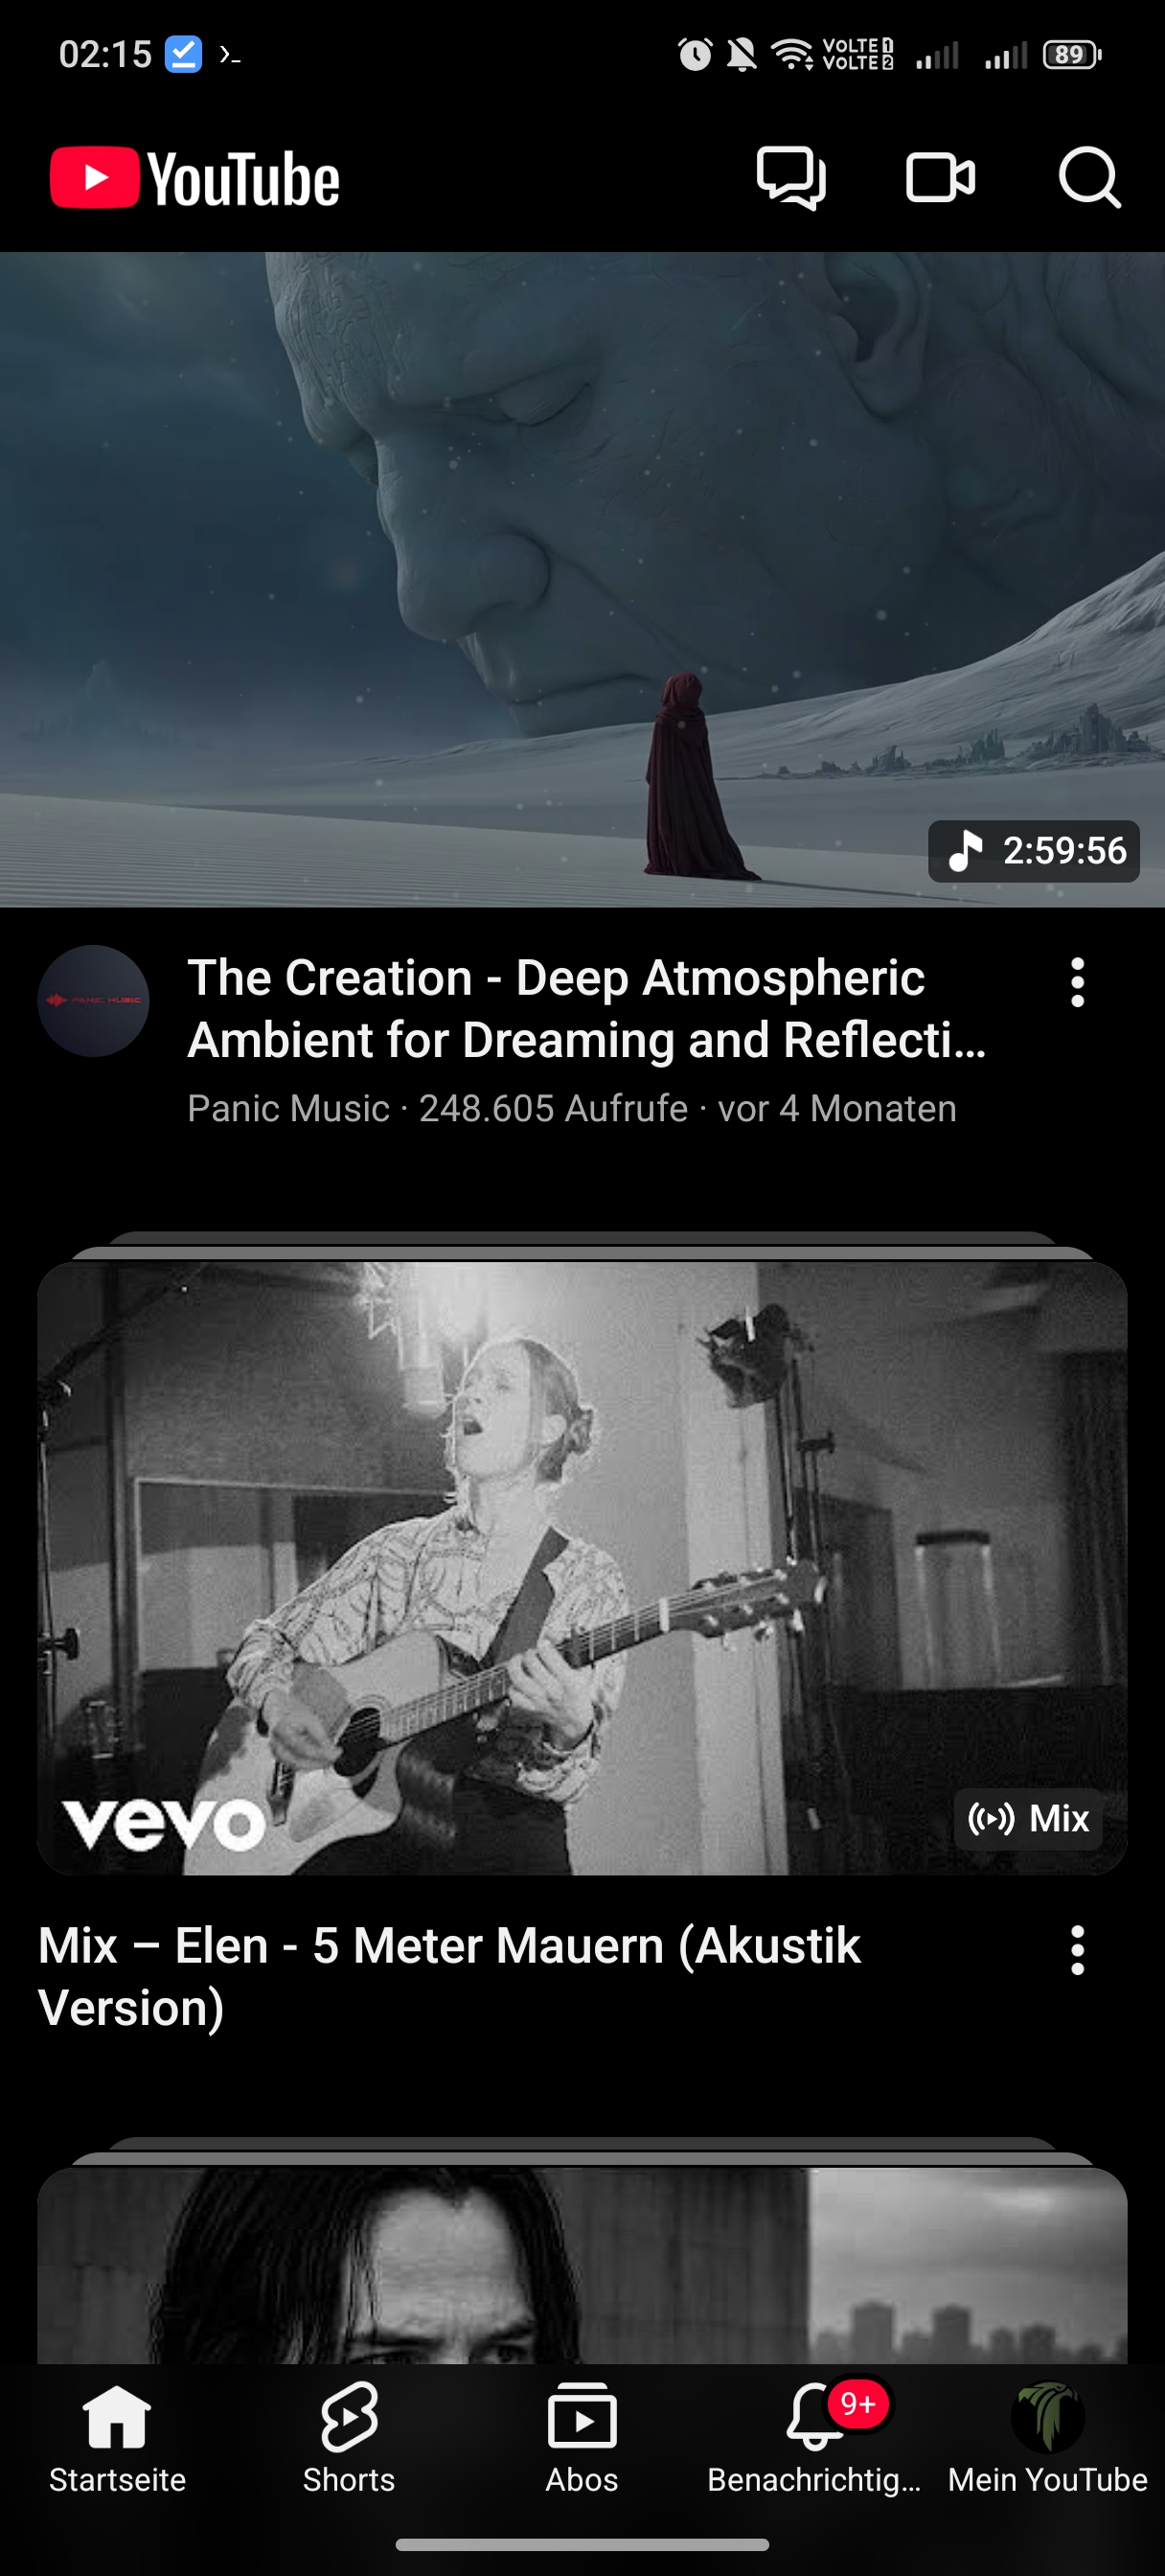 02:15
VOLTE 1
VOLTE 2
89
YouTube
2:59:56
PANIC MUSIC
The Creation - Deep Atmospheric
Ambient for Dreaming and Reflecti...
Panic Music · 248.605 Aufrufe · vor 4 Monaten
vevo
Mix
Mix – Elen - 5 Meter Mauern (Akustik
Version)
9+
Startseite
Shorts
Abos
Benachrichtig...
Mein YouTube